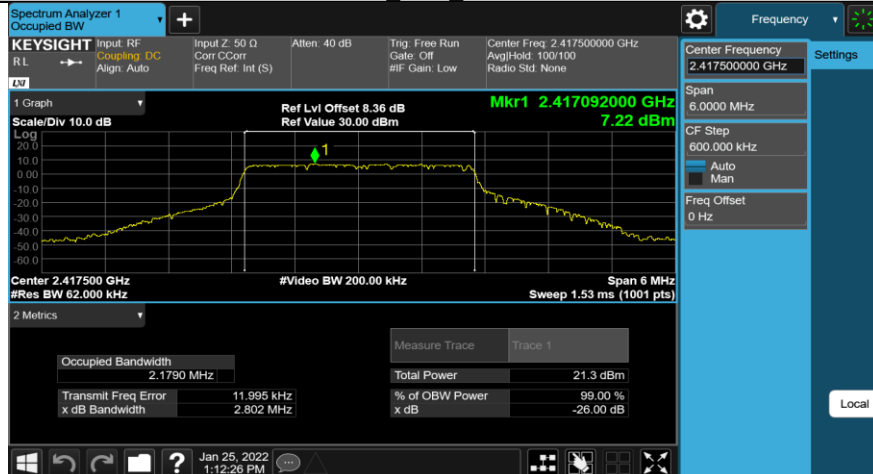 Spectrum Analyzer 1
Occupied BW
Frequency
KEYSIGHT
RL
LXI
Input: RF
Coupling: DC
Align: Auto
Input Z: 50 Ω
Corr CCorr
Freq Ref: Int (S)
Atten: 40 dB
Trig: Free Run
Gate: Off
#IF Gain: Low
Center Freq: 2.417500000 GHz
Avg|Hold: 100/100
Radio Std: None
Center Frequency
2.417500000 GHz
Settings
Span
6.0000 MHz
CF Step
600.000 kHz
Auto
Man
Freq Offset
0 Hz
Local
1 Graph
Scale/Div 10.0 dB
Ref Lvl Offset 8.36 dB
Ref Value 30.00 dBm
Mkr1 2.417092000 GHz
7.22 dBm
Log
20.0
10.0
0.00
-10.0
-20.0
-30.0
-40.0
-50.0
-60.0
1
Center 2.417500 GHz
#Res BW 62.000 kHz
#Video BW 200.00 kHz
Span 6 MHz
Sweep 1.53 ms (1001 pts)
2 Metrics
Measure Trace Trace 1
Occupied Bandwidth
2.1790 MHz
Total Power 21.3 dBm
Transmit Freq Error 11.995 kHz
% of OBW Power 99.00 %
x dB Bandwidth 2.802 MHz
x dB -26.00 dB
?
Jan 25, 2022
1:12:26 PM